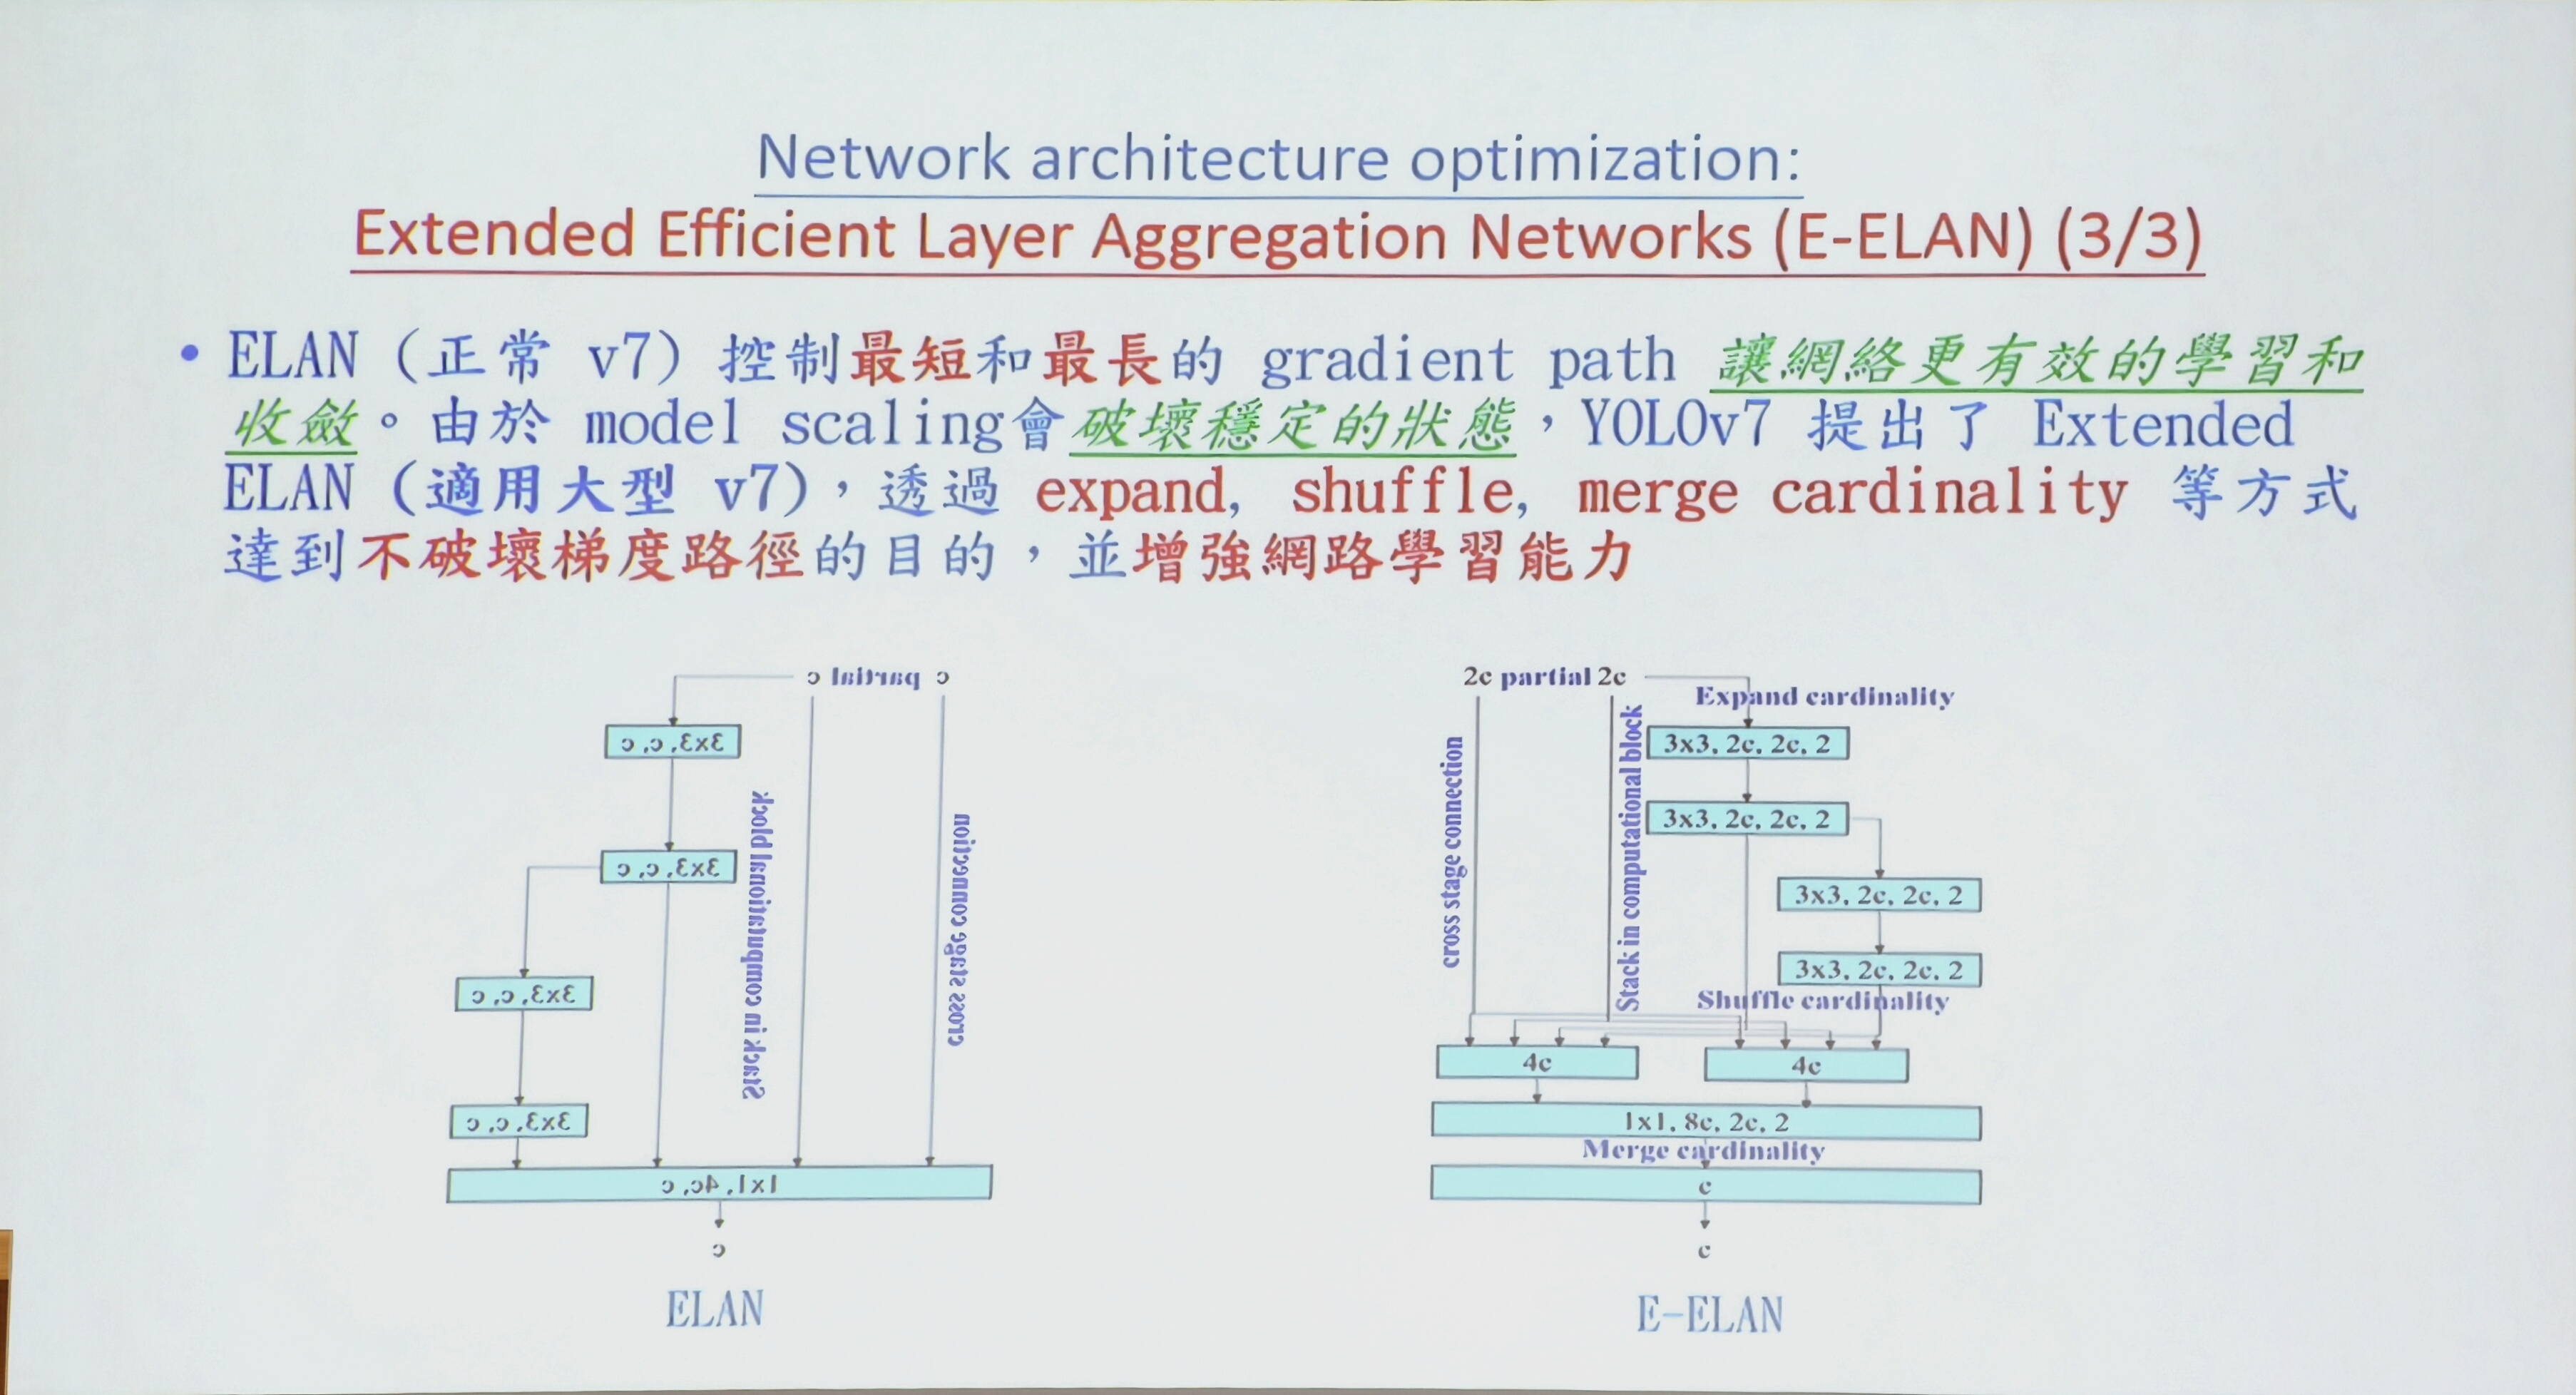 Network architecture optimization:
Extended Efficient Layer Aggregation Networks (E-ELAN) (3/3)
• ELAN (正常 v7) 控制最短和最長的 gradient path 讓網絡更有效的學習和
收斂。由於 model scaling會破壞穩定的狀態，YOLOv7 提出了 Extended
ELAN (適用大型 v7)，透過 expand, shuffle, merge cardinality 等方式
達到不破壞梯度路徑的目的，並增強網路學習能力
c partial c
3x3, c, c
3x3, c, c
3x3, c, c
3x3, c, c
Stack in computational block
cross stage connection
1x1, 4c, c
c
ELAN
2c partial 2c
Expand cardinality
cross stage connection
Stack in computational block
3x3, 2c, 2c, 2
3x3, 2c, 2c, 2
3x3, 2c, 2c, 2
3x3, 2c, 2c, 2
Shuffle cardinality
4c
4c
1x1, 8c, 2c, 2
Merge cardinality
c
c
E-ELAN